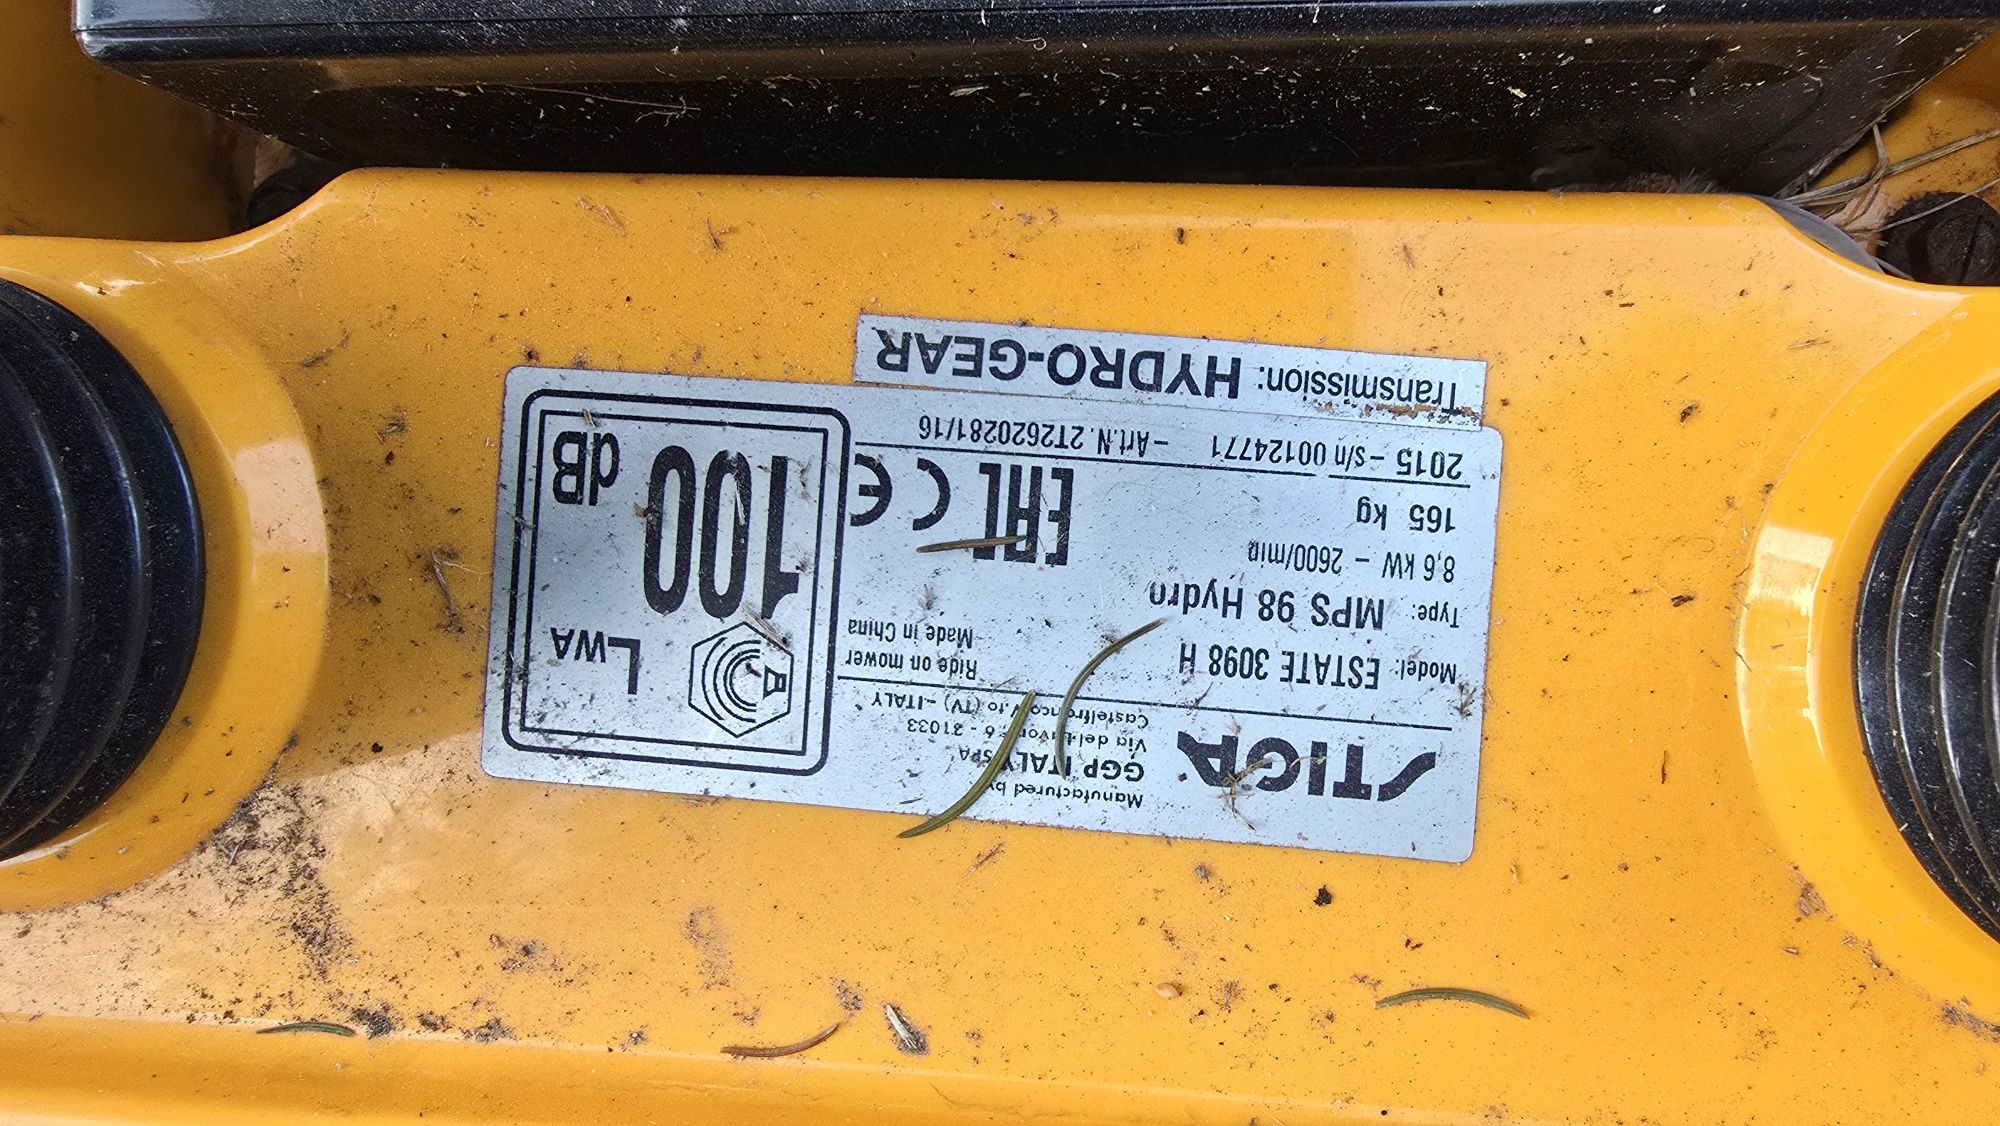 STIGA
Manufactured by
GGP ITALY SPA
Via del Lavoro 6 - 31033
Castelfranco V.to (TV) - ITALY
Model: ESTATE 3098 H
Type: MPS 98 Hydro
8,6 kW - 2600/min
165 kg
Ride on mower
Made in China
EAC CE
2015 - s/n 00124771 - Art.N. 2T2620281/16
LWA
100
dB
Transmission: HYDRO-GEAR